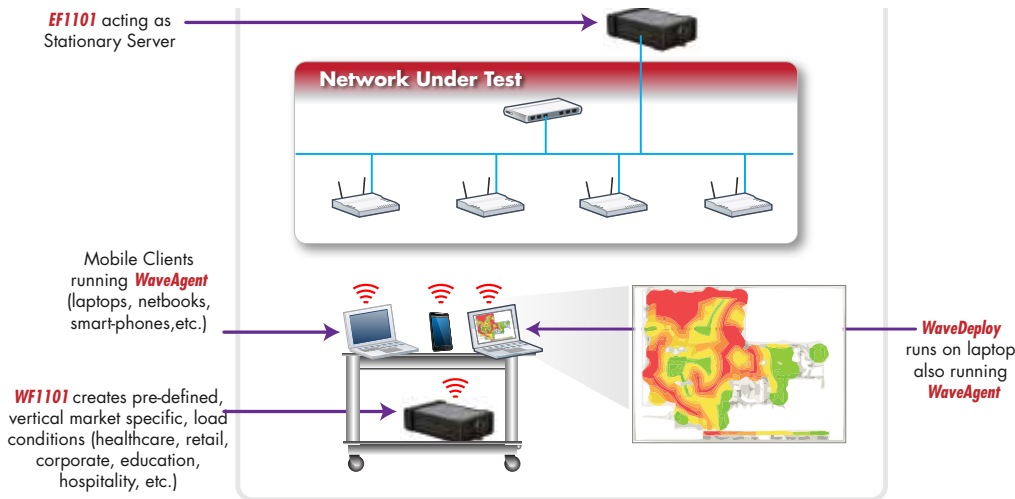 EF1101 acting as
Stationary Server
Network Under Test
Mobile Clients
running WaveAgent
(laptops, netbooks,
smart-phones,etc.)
WaveDeploy
runs on laptop
also running
WaveAgent
WF1101 creates pre-defined,
vertical market specific, load
conditions (healthcare, retail,
corporate, education,
hospitality, etc.)